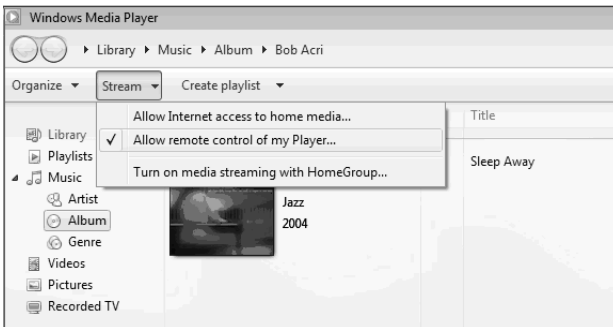 Windows Media Player
Library Music Album Bob Acri
Organize Stream Create playlist
Allow Internet access to home media...
Allow remote control of my Player...
Turn on media streaming with HomeGroup...
Title
Library
Playlists
Music
Artist
Album
Genre
Videos
Pictures
Recorded TV
Jazz
2004
Sleep Away